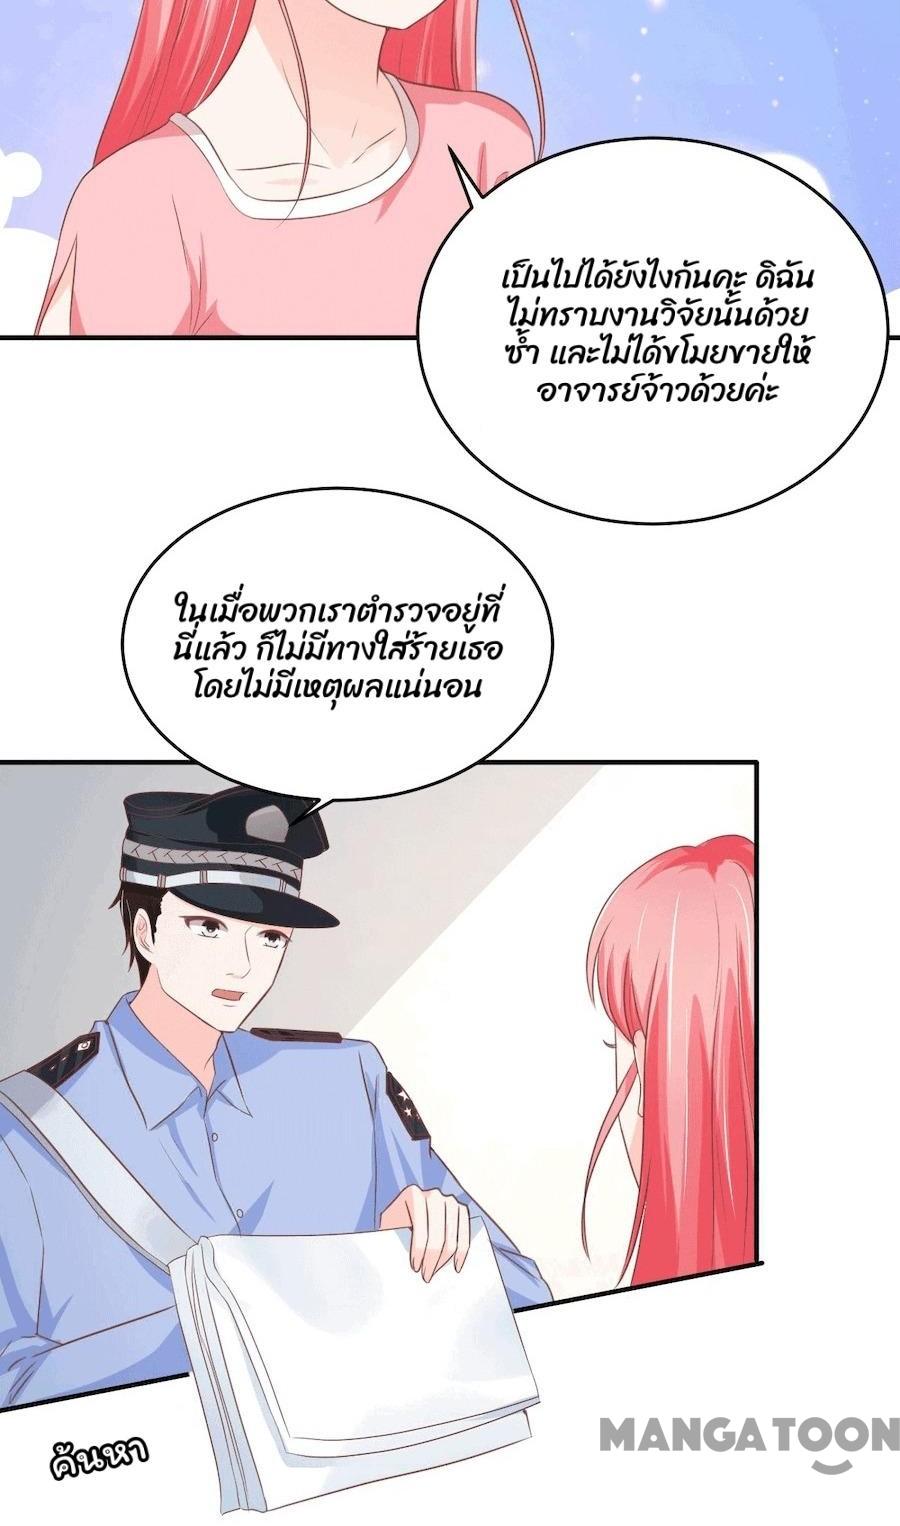 เป็นไปได้ยังไงกันคะ ดิฉัน
ไม่ทราบงานวิจัยนั้นด้วย
ซ้ำ และไม่ได้ขโมยขายให้
อาจารย์จ้าวด้วยค่ะ
ในเมื่อพวกเราตำรวจอยู่ที่
นี่แล้ว ก็ไม่มีทางใส่ร้ายเธอ
โดยไม่มีเหตุผลแน่นอน
ค้นหา
MANGATOON